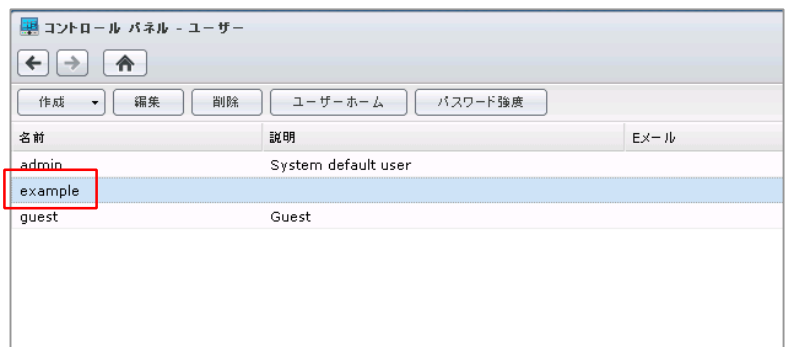 コントロール パネル - ユーザー
作成 編集 削除 ユーザーホーム パスワード強度
名前 説明 Eメール
admin System default user
example
guest Guest